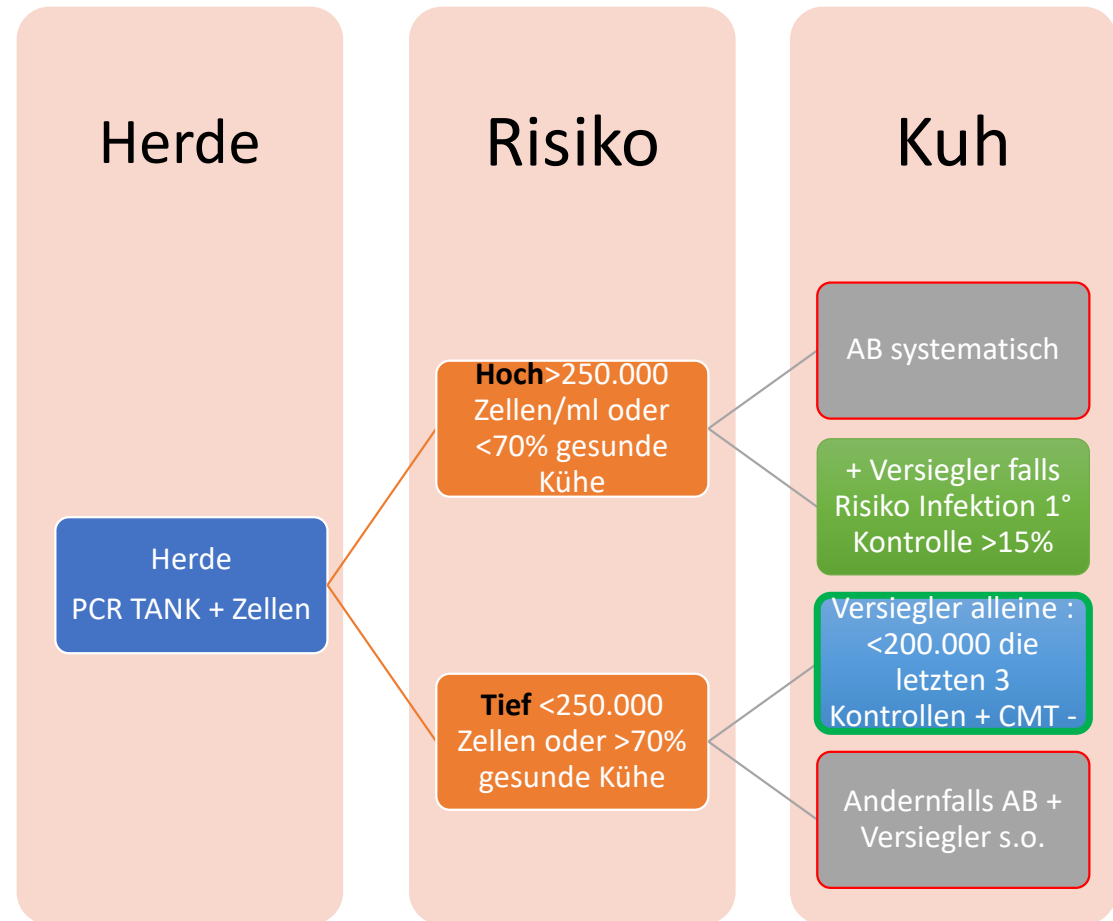 Herde
Risiko
Kuh
Herde
PCR TANK + Zellen
Hoch>250.000
Zellen/ml oder
<70% gesunde
Kühe
Tief <250.000
Zellen oder >70%
gesunde Kühe
AB systematisch
+ Versiegler falls
Risiko Infektion 1°
Kontrolle >15%
Versiegler alleine :
<200.000 die
letzten 3
Kontrollen + CMT -
Andernfalls AB +
Versiegler s.o.